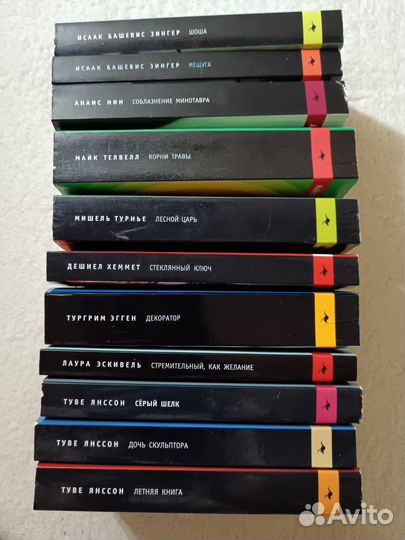 ИСААК БАШЕВИС ЗИНГЕР ШОША
ИСААК БАШЕВИС ЗИНГЕР МЕШУГА
АНАИС НИН СОБЛАЗНЕНИЕ МИНОТАВРА
МАЙК ТЕЛВЕЛЛ КОРНИ ТРАВЫ
МИШЕЛЬ ТУРНЬЕ ЛЕСНОЙ ЦАРЬ
ДЕШИЕЛ ХЕММЕТ СТЕКЛЯННЫЙ КЛЮЧ
ТУРГРИМ ЭГГЕН ДЕКОРАТОР
ЛАУРА ЭСКИВЕЛЬ СТРЕМИТЕЛЬНЫЙ, КАК ЖЕЛАНИЕ
ТУВЕ ЯНССОН СЕРЫЙ ШЕЛК
ТУВЕ ЯНССОН ДОЧЬ СКУЛЬПТОРА
ТУВЕ ЯНССОН ЛЕТНЯЯ КНИГА
Avito